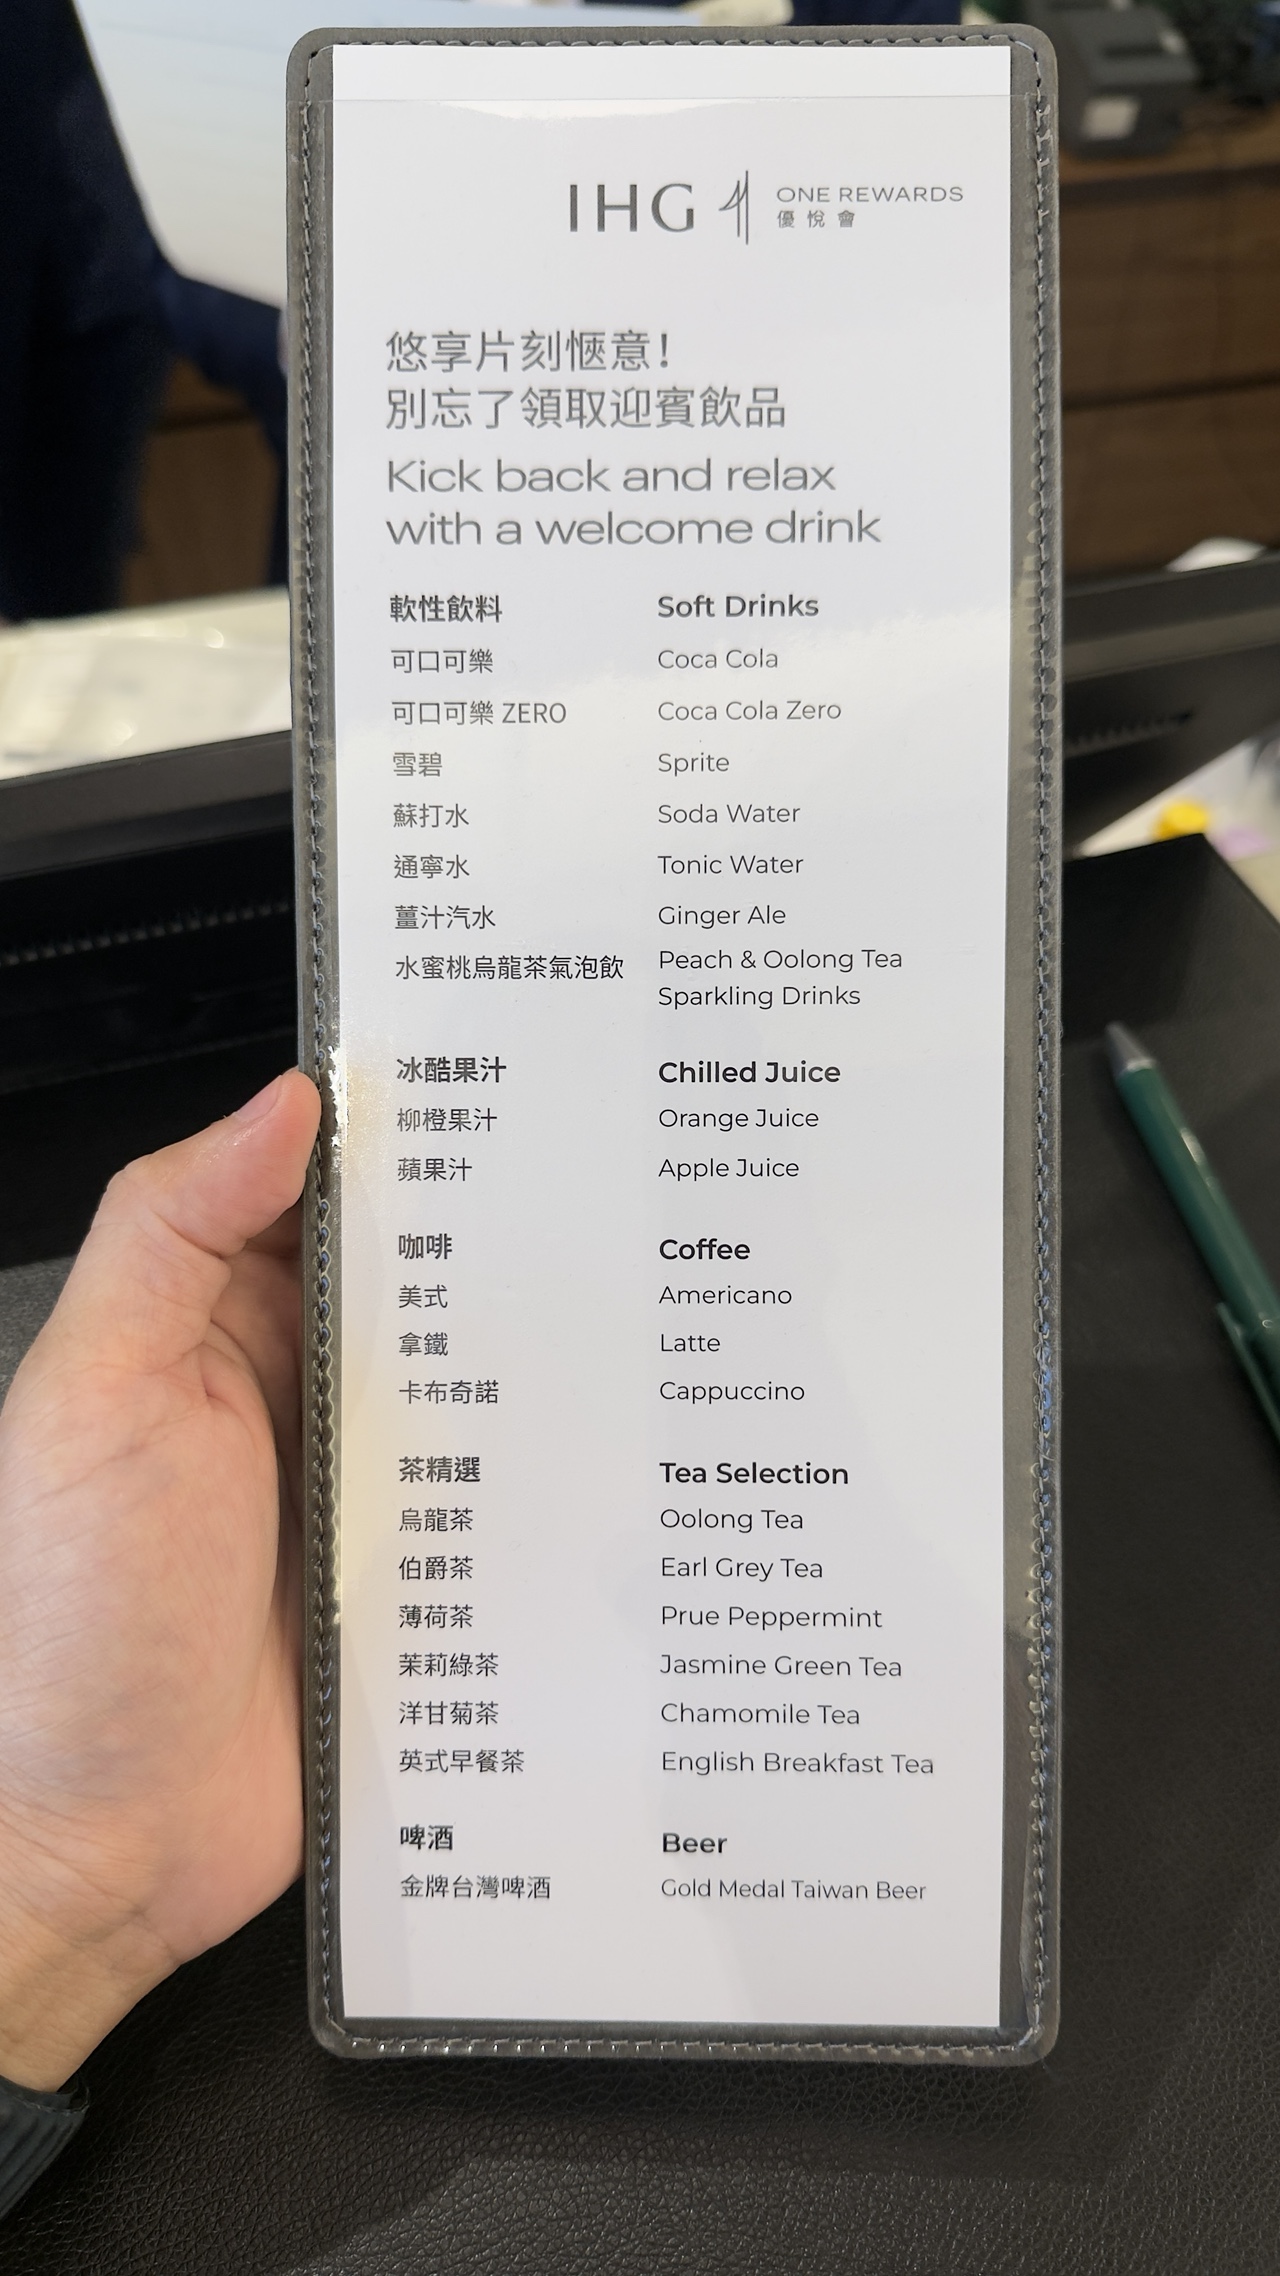 IHG ONE REWARDS
優悅會
悠享片刻愜意！
別忘了領取迎賓飲品
Kick back and relax
with a welcome drink
軟性飲料 Soft Drinks
可口可樂 Coca Cola
可口可樂 ZERO Coca Cola Zero
雪碧 Sprite
蘇打水 Soda Water
通寧水 Tonic Water
薑汁汽水 Ginger Ale
水蜜桃烏龍茶氣泡飲 Peach & Oolong Tea
Sparkling Drinks
冰酷果汁 Chilled Juice
柳橙果汁 Orange Juice
蘋果汁 Apple Juice
咖啡 Coffee
美式 Americano
拿鐵 Latte
卡布奇諾 Cappuccino
茶精選 Tea Selection
烏龍茶 Oolong Tea
伯爵茶 Earl Grey Tea
薄荷茶 Prue Peppermint
茉莉綠茶 Jasmine Green Tea
洋甘菊茶 Chamomile Tea
英式早餐茶 English Breakfast Tea
啤酒 Beer
金牌台灣啤酒 Gold Medal Taiwan Beer